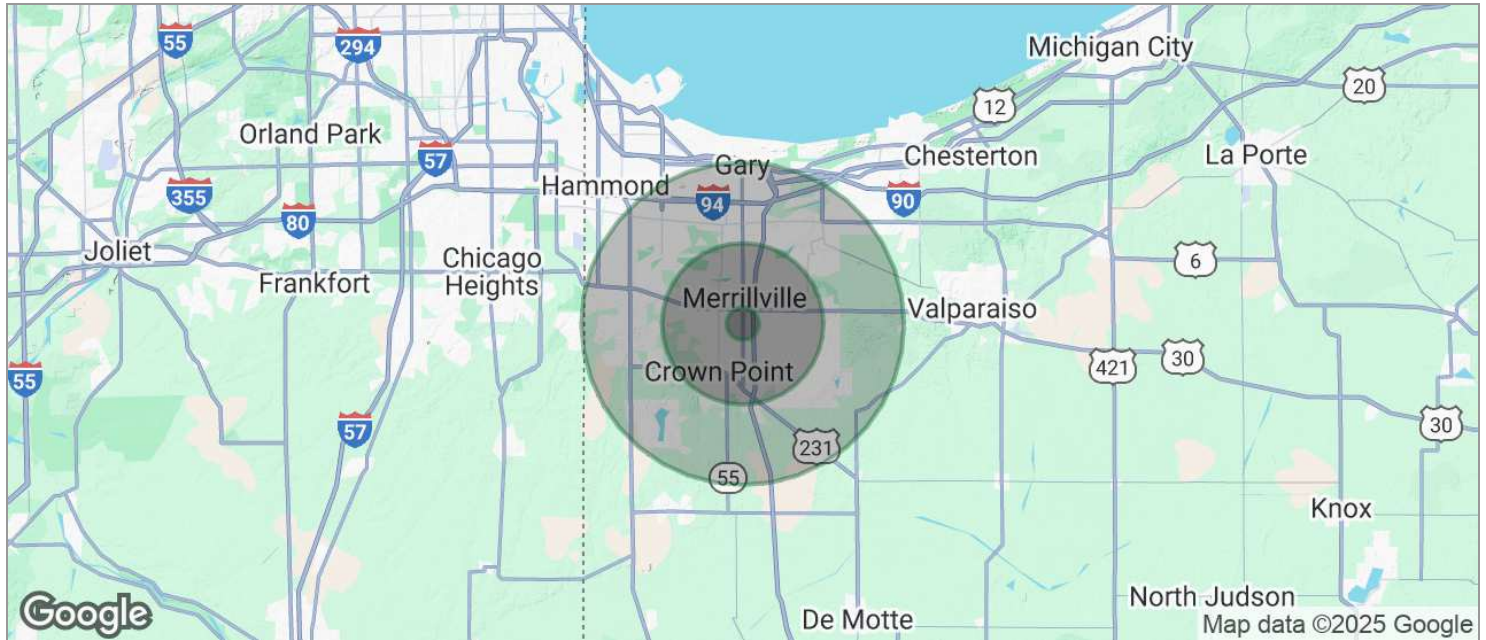 Michigan City
55
294
20
12
Orland Park
57
Chesterton
La Porte
Gary
Hammond
355
94
90
80
Joliet
Chicago
Heights
6
Frankfort
Merrillville
Valparaiso
421
30
Crown Point
55
57
30
231
55
Knox
De Motte
North Judson
Google
Map data ©2025 Google